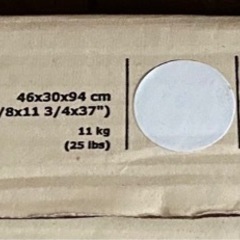 46x30x94 cm
/8x11 3/4x37")
11 kg
(25 lbs)